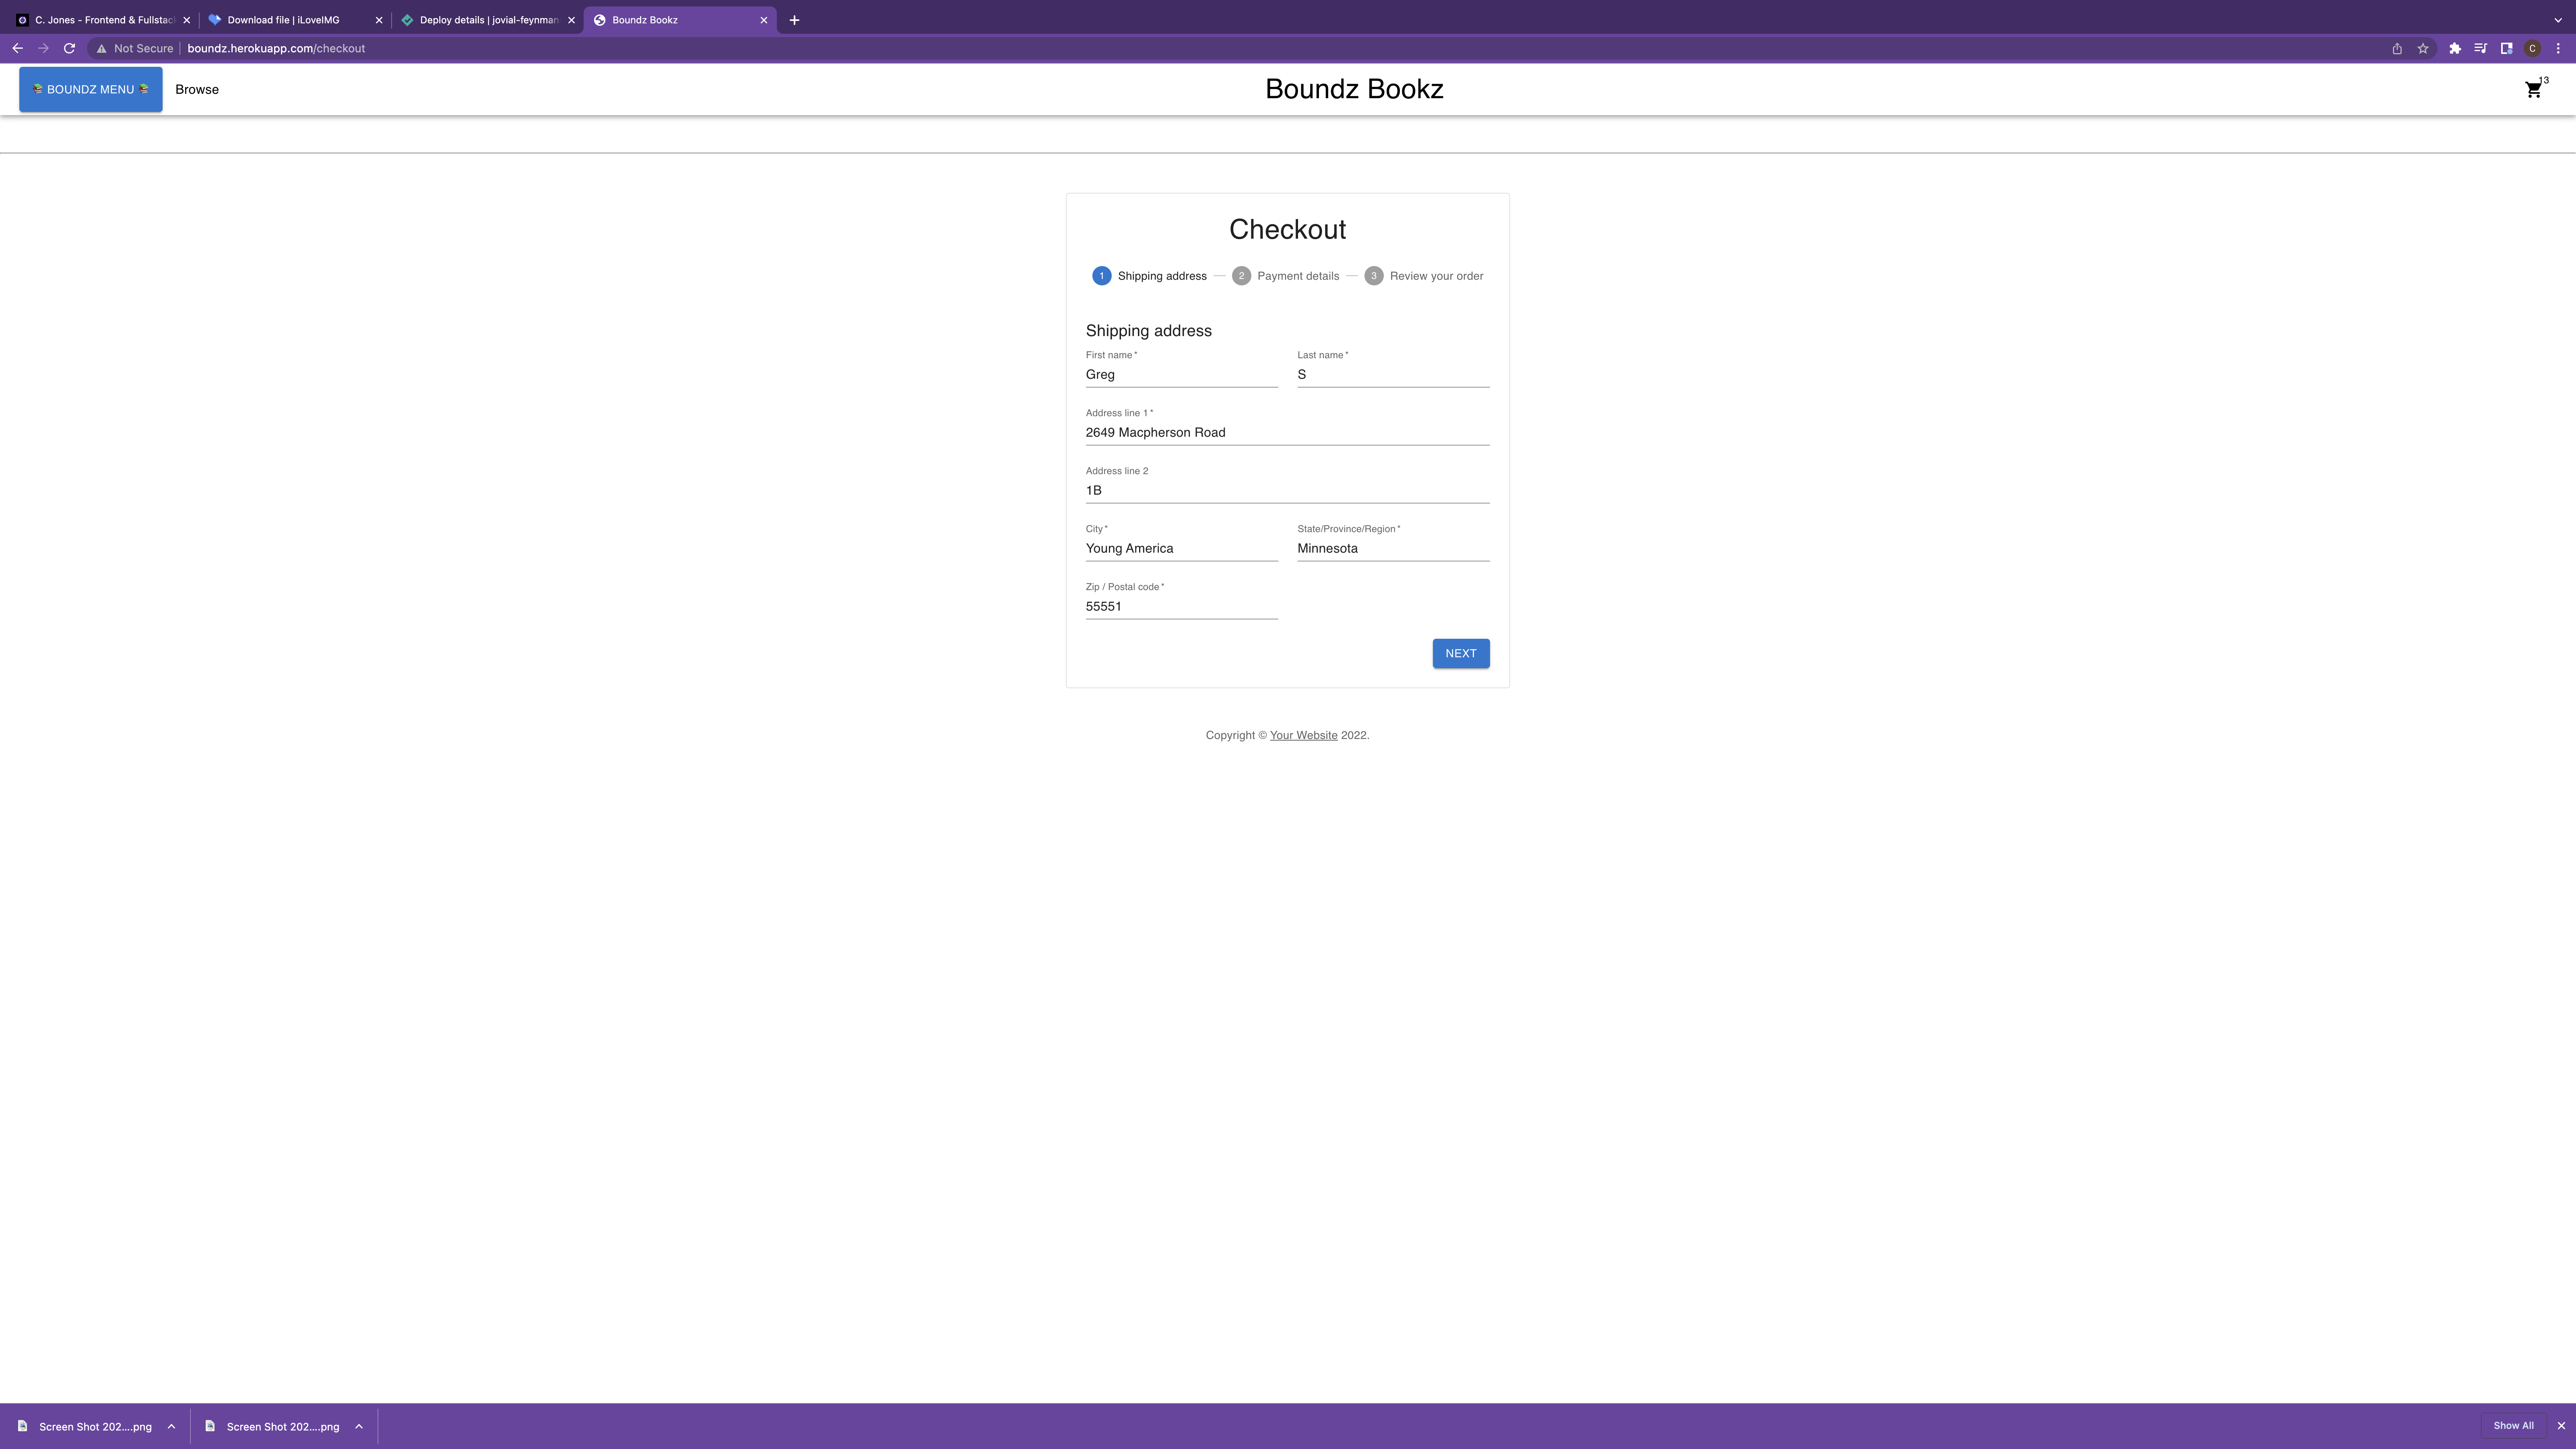 C. Jones - Frontend & Fullstac
Download file | iLoveIMG
Deploy details | jovial-feynman
Boundz Bookz
Not Secure
boundz.herokuapp.com/checkout
C
BOUNDZ MENU
Browse
Boundz Bookz
13
Checkout
1 Shipping address
2 Payment details
3 Review your order
Shipping address
First name *
Last name *
Greg
S
Address line 1 *
2649 Macpherson Road
Address line 2
1B
City *
State/Province/Region *
Young America
Minnesota
Zip / Postal code *
55551
NEXT
Copyright © Your Website 2022.
Screen Shot 202....png
Screen Shot 202....png
Show All